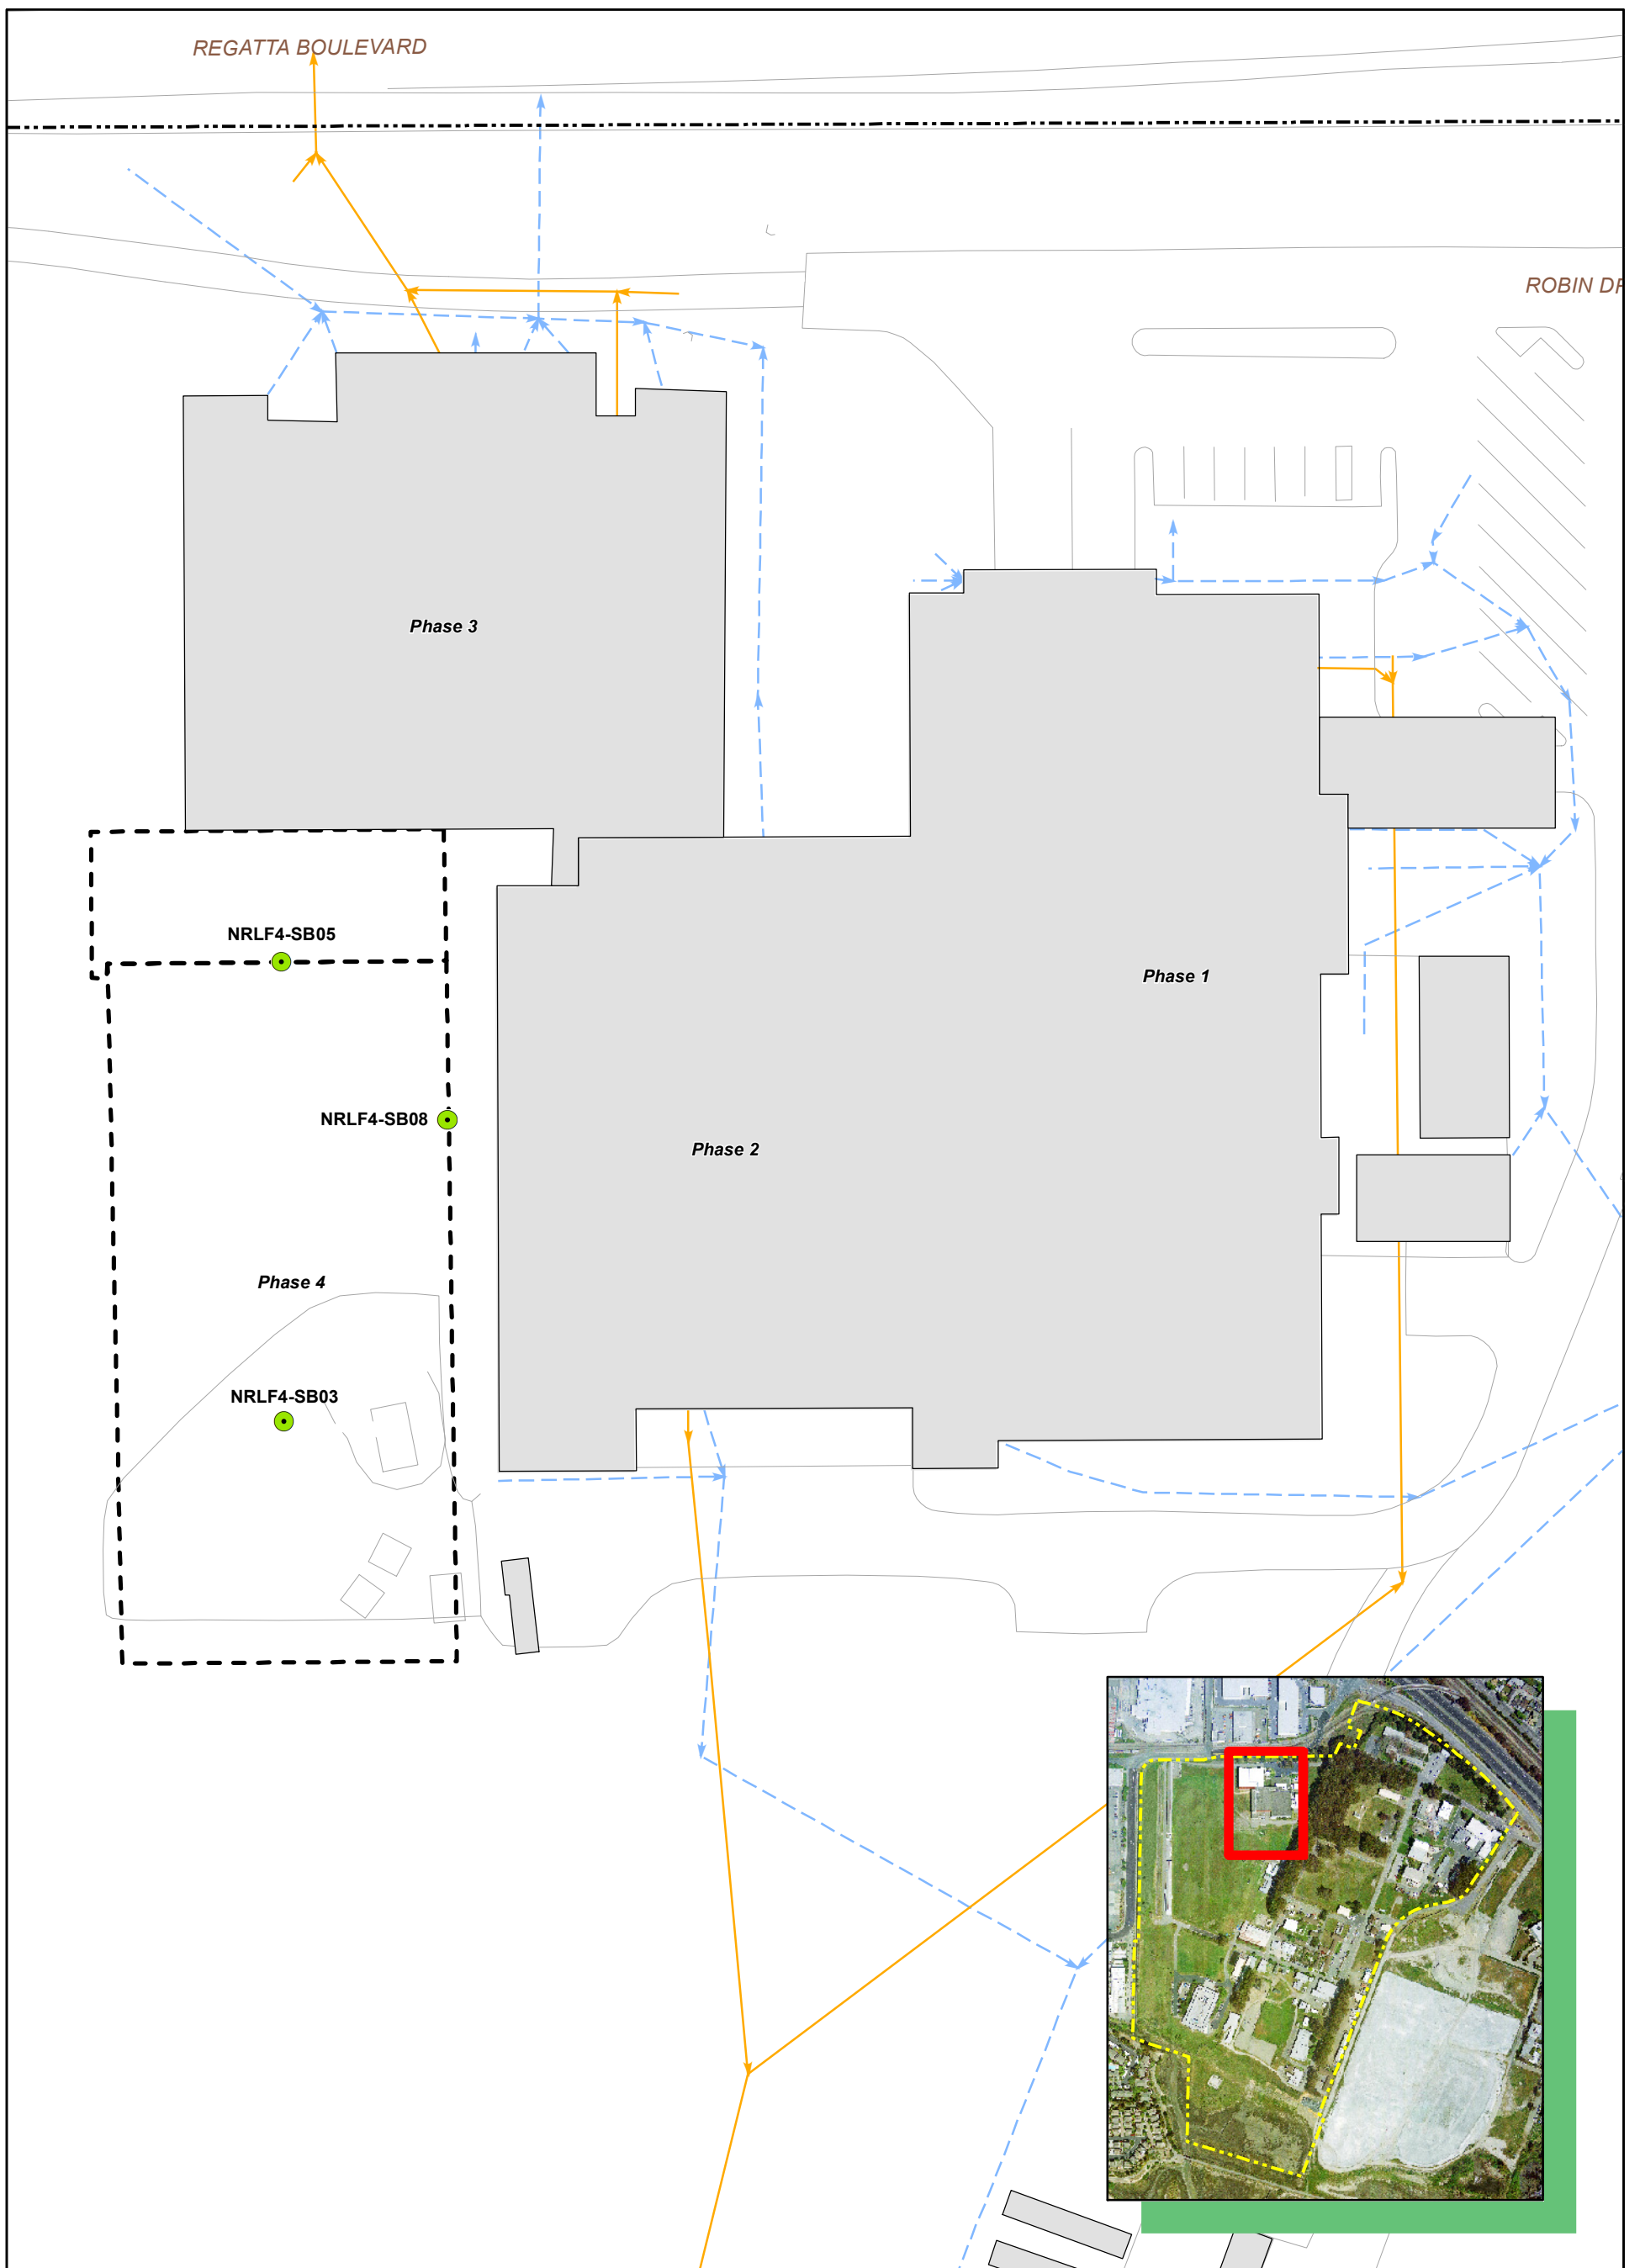 REGATTA BOULEVARD
ROBIN DR
Phase 3
NRLF4-SB05
Phase 1
NRLF4-SB08
Phase 2
Phase 4
NRLF4-SB03